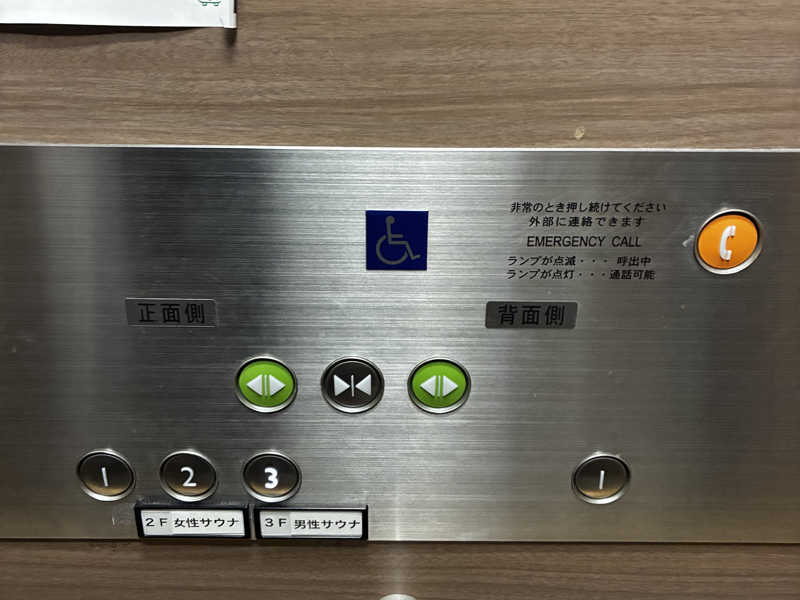 非常のとき押し続けてください
外部に連絡できます
EMERGENCY CALL
ランプが点滅・・・ 呼出中
ランプが点灯・・・通話可能
正面側
背面側
1 2 3
1
2F 女性サウナ
3F 男性サウナ